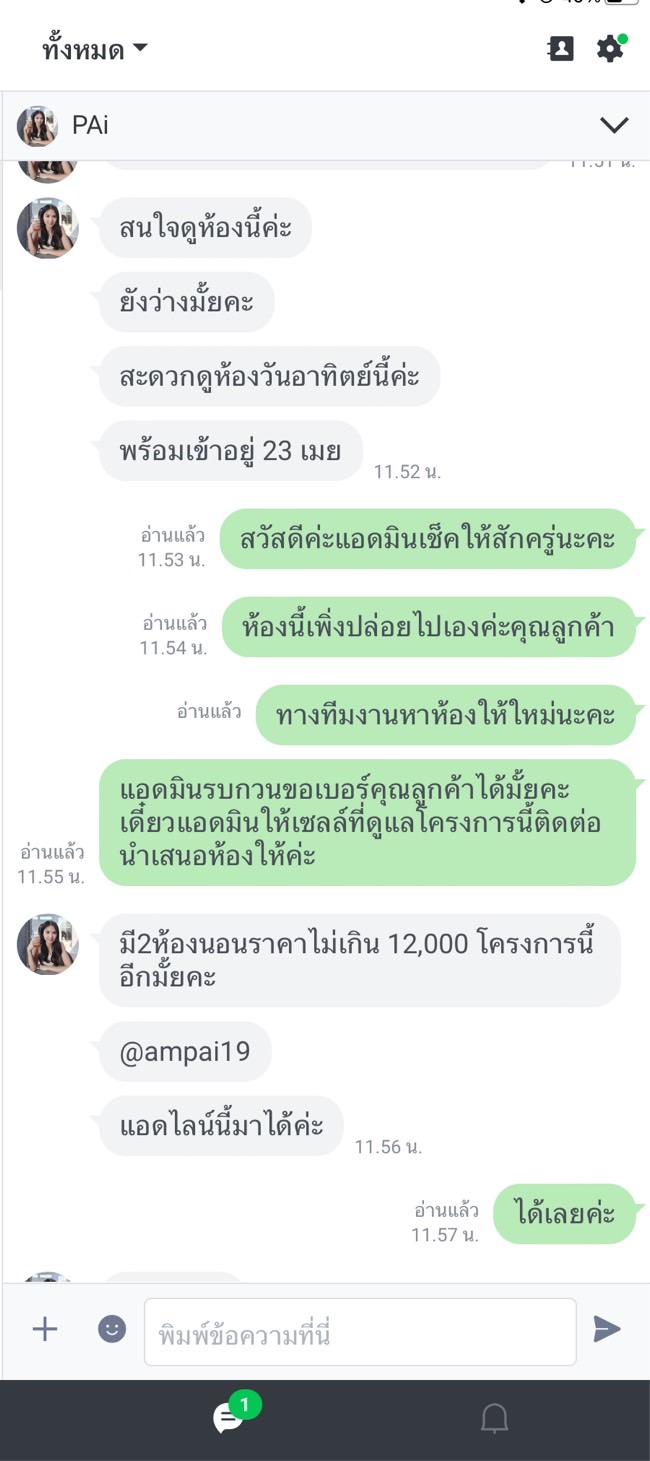 ทั้งหมด
PAi
สนใจดูห้องนี้ค่ะ
ยังว่างมั้ยคะ
สะดวกดูห้องวันอาทิตย์นี้ค่ะ
พร้อมเข้าอยู่ 23 เมย
11.52 น.
สวัสดีค่ะแอดมินเช็คให้สักครู่นะคะ
อ่านแล้ว
11.53 น.
ห้องนี้เพิ่งปล่อยไปเองค่ะคุณลูกค้า
อ่านแล้ว
11.54 น.
ทางทีมงานหาห้องให้ใหม่นะคะ
อ่านแล้ว
แอดมินรบกวนขอเบอร์คุณลูกค้าได้มั้ยคะ
เดี๋ยวแอดมินให้เซลล์ที่ดูแลโครงการนี้ติดต่อ
นำเสนอห้องให้ค่ะ
อ่านแล้ว
11.55 น.
มี2ห้องนอนราคาไม่เกิน 12,000 โครงการนี้
อีกมั้ยคะ
@ampai19
แอดไลน์นี้มาได้ค่ะ
11.56 น.
ได้เลยค่ะ
อ่านแล้ว
11.57 น.
พิมพ์ข้อความที่นี่
1